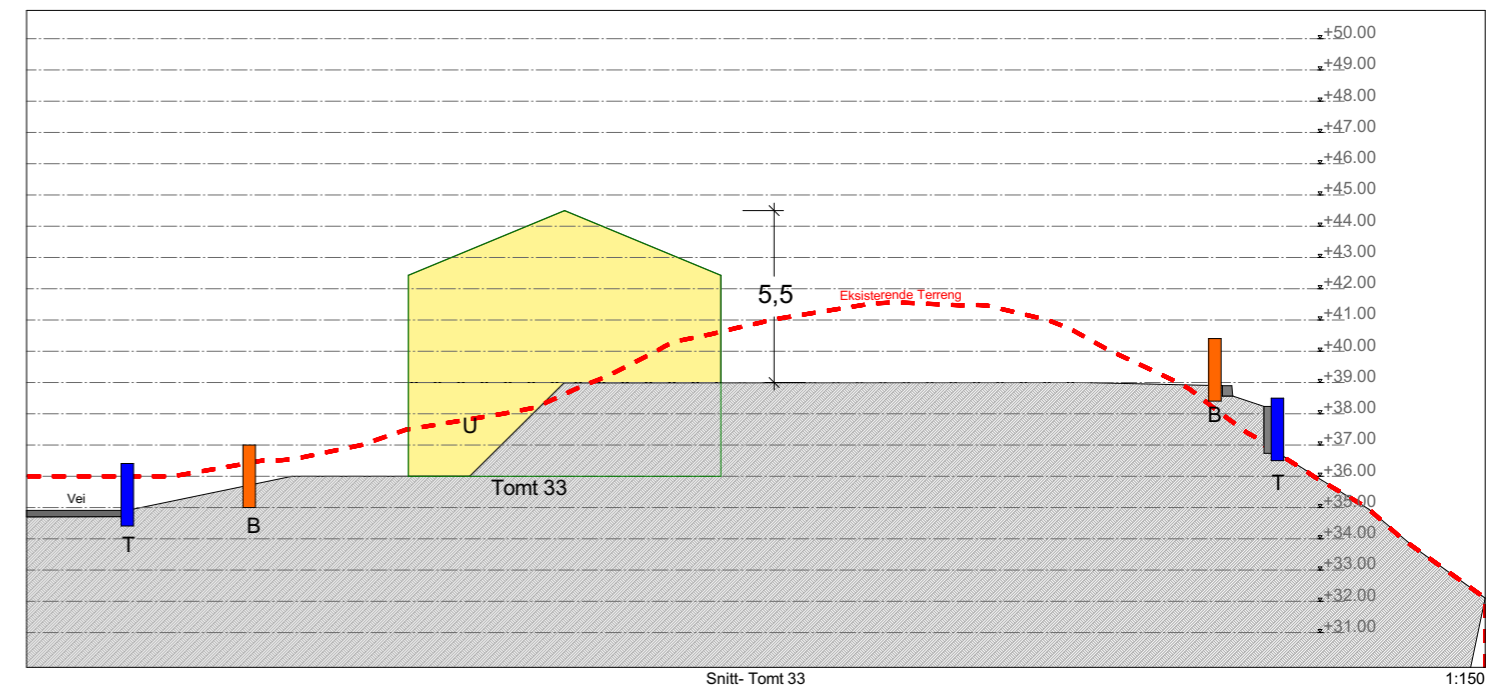 +50.00
+49.00
+48.00
+47.00
+46.00
+45.00
+44.00
+43.00
+42.00
5,5
Eksisterende Terreng
+41.00
+40.00
+39.00
+38.00
B
U
+37.00
+36.00
Tomt 33
T
Vei
+35.00
B
T
+34.00
+33.00
+32.00
+31.00
Snitt- Tomt 33
1:150